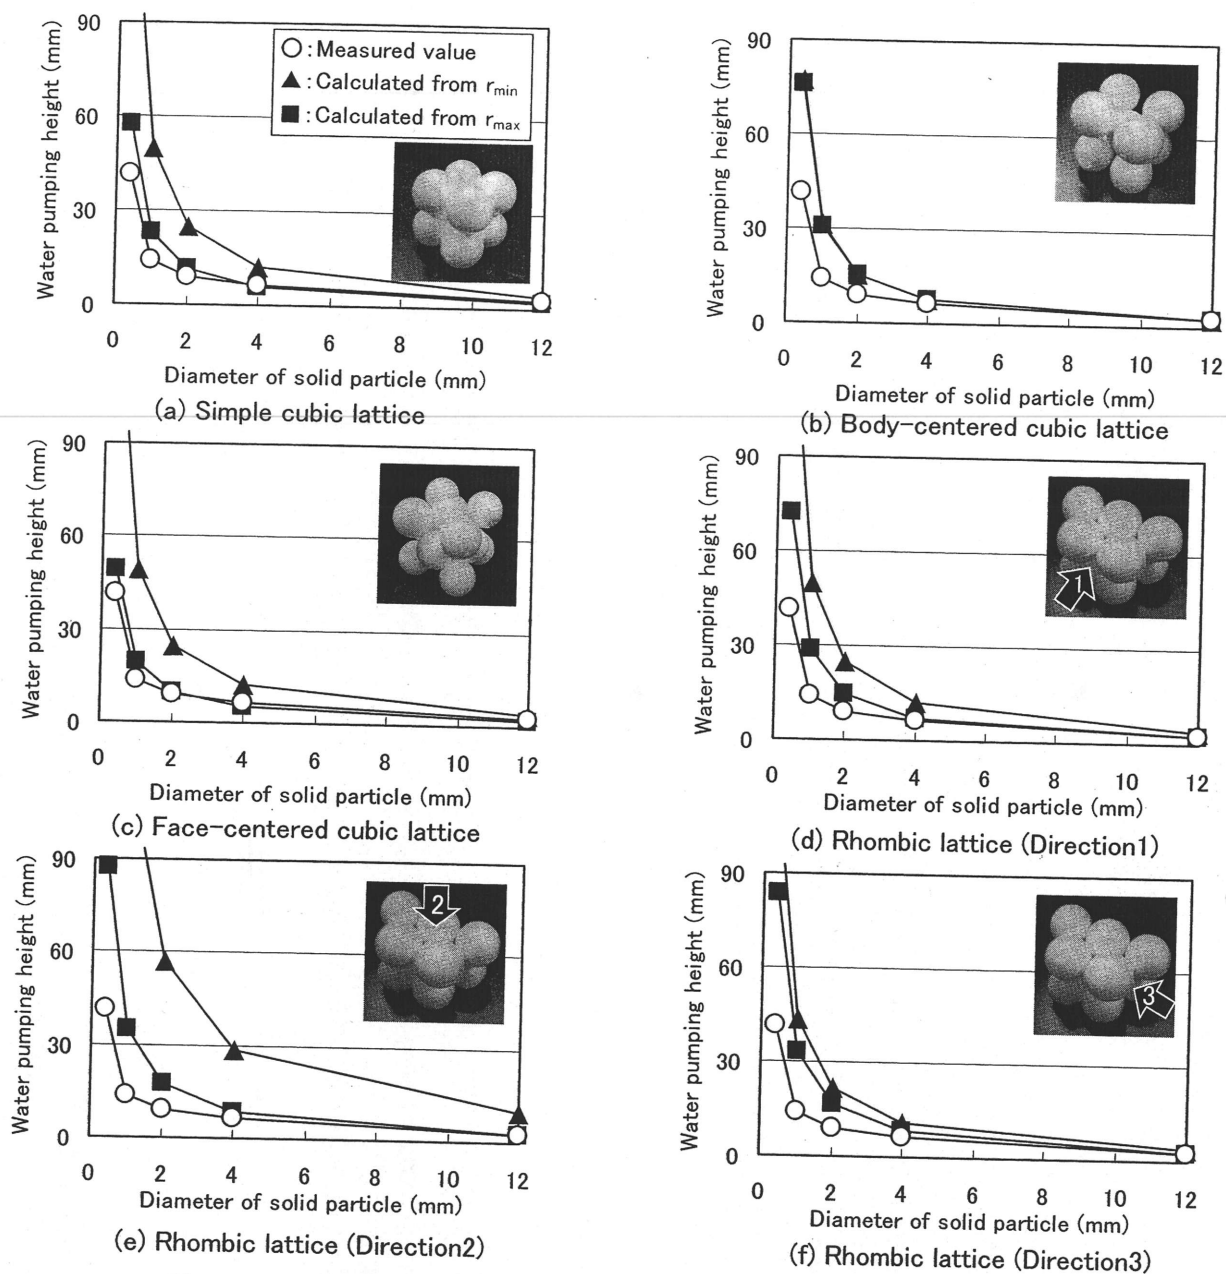 90
60
30
0
Water pumping height (mm)
○ : Measured value
▲ : Calculated from rmin
■ : Calculated from rmax
0 2 4 6 8 10 12
Diameter of solid particle (mm)
(a) Simple cubic lattice
90
60
30
0
Water pumping height (mm)
0 2 4 6 8 10 12
Diameter of solid particle (mm)
(b) Body-centered cubic lattice
90
60
30
0
Water pumping height (mm)
0 2 4 6 8 10 12
Diameter of solid particle (mm)
(c) Face-centered cubic lattice
90
60
30
0
Water pumping height (mm)
1
0 2 4 6 8 10 12
Diameter of solid particle (mm)
(d) Rhombic lattice (Direction1)
90
60
30
0
Water pumping height (mm)
2
0 2 4 6 8 10 12
Diameter of solid particle (mm)
(e) Rhombic lattice (Direction2)
90
60
30
0
Water pumping height (mm)
3
0 2 4 6 8 10 12
Diameter of solid particle (mm)
(f) Rhombic lattice (Direction3)